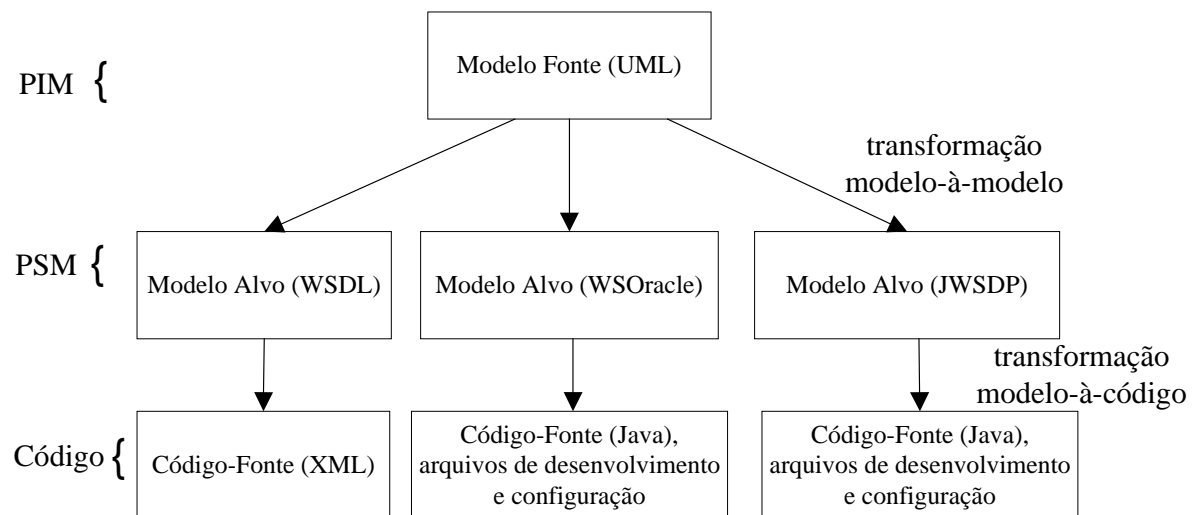 Modelo Fonte (UML)
PIM {
transformação
modelo-à-modelo
PSM {
Modelo Alvo (WSDL)
Modelo Alvo (WSOracle)
Modelo Alvo (JWSDP)
transformação
modelo-à-código
Código {
Código-Fonte (XML)
Código-Fonte (Java),
arquivos de desenvolvimento
e configuração
Código-Fonte (Java),
arquivos de desenvolvimento
e configuração